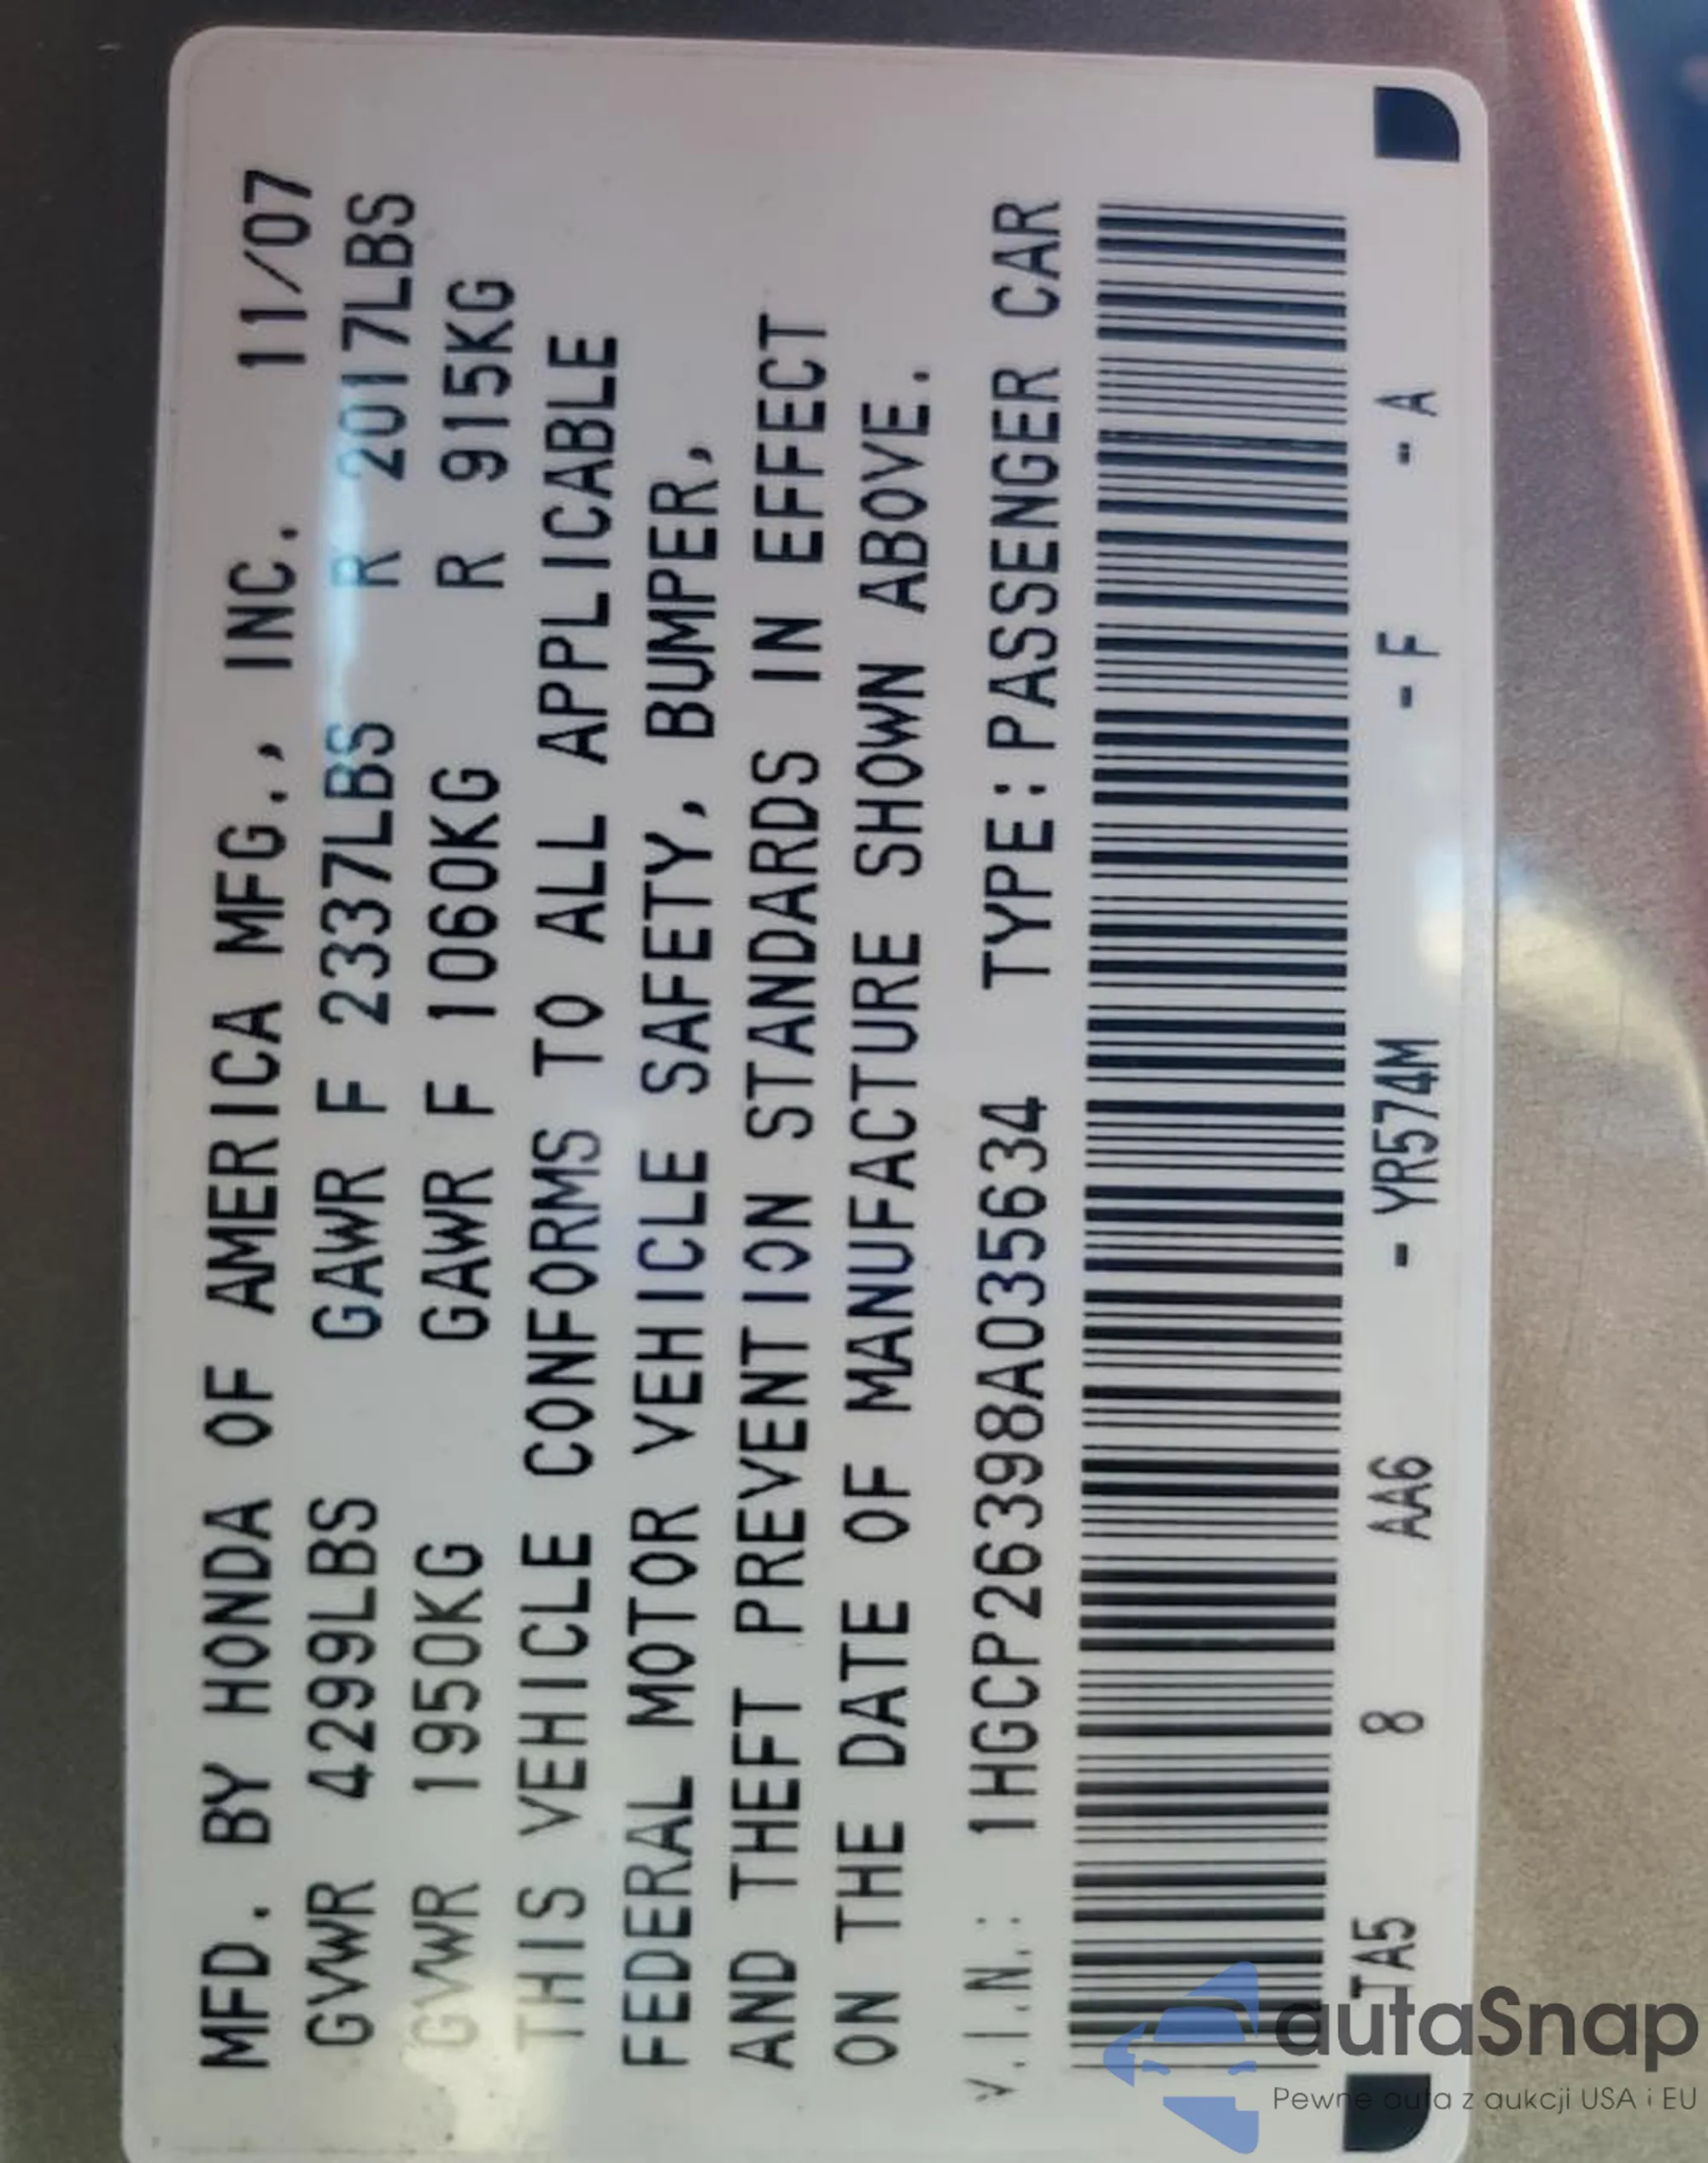 MFD. BY HONDA OF AMERICA MFG., INC. 11/07
GVWR 4299LBS GAWR F 2337LBS R 2017LBS
GVWR 1950KG GAWR F 1060KG R 915KG
THIS VEHICLE CONFORMS TO ALL APPLICABLE
FEDERAL MOTOR VEHICLE SAFETY, BUMPER,
AND THEFT PREVENTION STANDARDS IN EFFECT
ON THE DATE OF MANUFACTURE SHOWN ABOVE.
V.I.N.: 1HGCP26398A035634 TYPE:PASSENGER CAR
TA5 8 AA6 - YR574M - F - A
autaSnap
Pewne auta z aukcji USA i EU